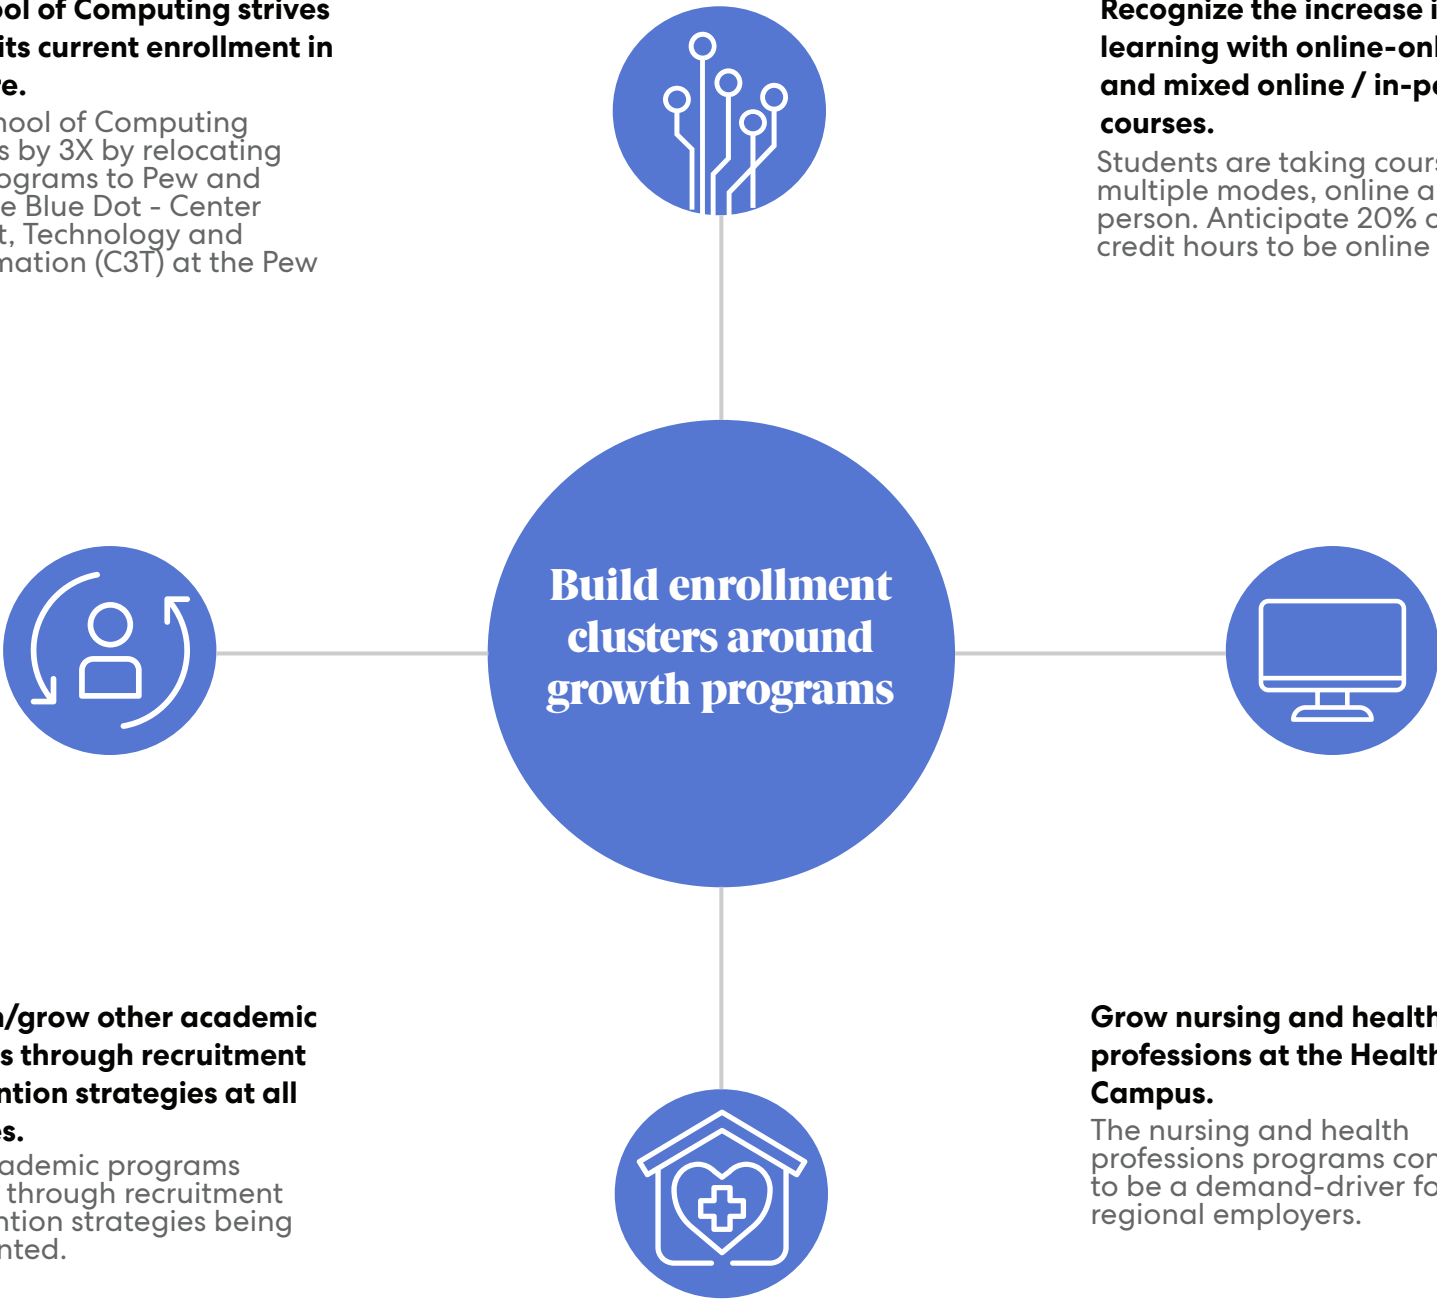 ool of Computing strives
its current enrollment in
re.
hool of Computing
s by 3X by relocating
ograms to Pew and
e Blue Dot - Center
t, Technology and
mation (C3T) at the Pew
Recognize the increase i
learning with online-onl
and mixed online / in-pe
courses.
Students are taking cours
multiple modes, online a
person. Anticipate 20% o
credit hours to be online
Build enrollment
clusters around
growth programs
n/grow other academic
s through recruitment
ntion strategies at all
es.
ademic programs
through recruitment
ntion strategies being
nted.
Grow nursing and health
professions at the Health
Campus.
The nursing and health
professions programs con
to be a demand-driver fo
regional employers.